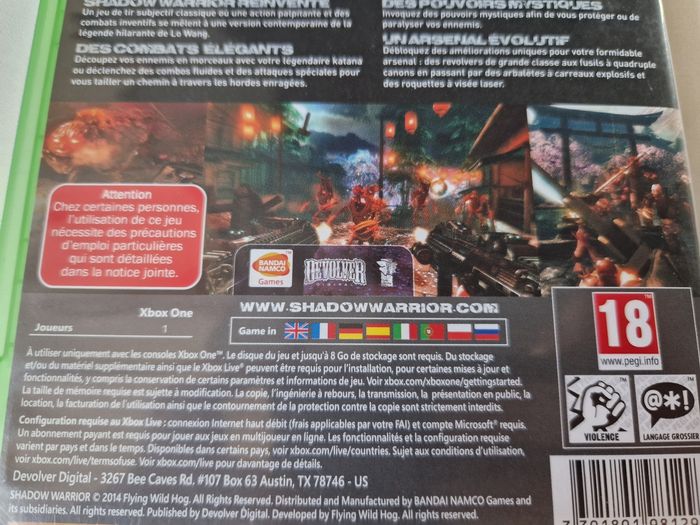 SHADOW WARRIOR RÉINVENTÉ
Un jeu de tir subjectif classique où une action palpitante et des
combats inventifs se mêlent à une version contemporaine de la
légende hilarante de Lo Wang.
DES COMBATS ÉLÉGANTS
Découpez vos ennemis en morceaux avec votre légendaire katana
ou déclenchez des combos fluides et des attaques spéciales pour
vous tailler un chemin à travers les hordes enragées.
DES POUVOIRS MYSTIQUES
Invoquez des pouvoirs mystiques afin de vous protéger ou de
paralyser vos ennemis.
UN ARSENAL ÉVOLUTIF
Débloquez des améliorations uniques pour votre formidable
arsenal : des revolvers de grande classe aux fusils à quadruple
canons en passant par des arbalètes à carreaux explosifs et
des roquettes à visée laser.
Attention
Chez certaines personnes,
l'utilisation de ce jeu
nécessite des précautions
d'emploi particulières
qui sont détaillées
dans la notice jointe.
BANDAI
NAMCO
Games
DEVOLVER
DIGITAL
WWW.SHADOWWARRIOR.COM
Xbox One
Joueurs 1
Game in
18
www.pegi.info
VIOLENCE
@*!
LANGAGE GROSSIER
À utiliser uniquement avec les consoles Xbox One™. Le disque du jeu et jusqu'à 8 Go de stockage sont requis. Du stockage
et/ou du matériel supplémentaire ainsi que le Xbox Live® peuvent être requis pour l'installation, pour certaines mises à jour et
fonctionnalités, y compris la conservation de certains paramètres et informations de jeu. Voir xbox.com/xboxone/gettingstarted.
La taille de mémoire requise est sujette à modification. La copie, l'ingénierie à rebours, la transmission, la présentation en public, la
location, la facturation de l'utilisation ainsi que le contournement de la protection contre la copie sont strictement interdits.
Configuration requise au Xbox Live : connexion Internet haut débit (frais applicables par votre FAI) et compte Microsoft® requis.
Un abonnement payant est requis pour jouer aux jeux en multijoueur en ligne. Les fonctionnalités et la configuration requise
varient par pays et dans le temps. Disponible dans certains pays, voir xbox.com/live/countries. Sujet aux conditions d'utilisation,
voir xbox.com/live/termsofuse. Voir xbox.com/live pour davantage de détails.
Devolver Digital - 3267 Bee Caves Rd. #107 Box 63 Austin, TX 78746 - US
SHADOW WARRIOR © 2014 Flying Wild Hog. All Rights Reserved. Distributed and Manufactured by BANDAI NAMCO Games and
its subsidiaries. All rights reserved. Published by Devolver Digital. Developed by Flying Wild Hog.